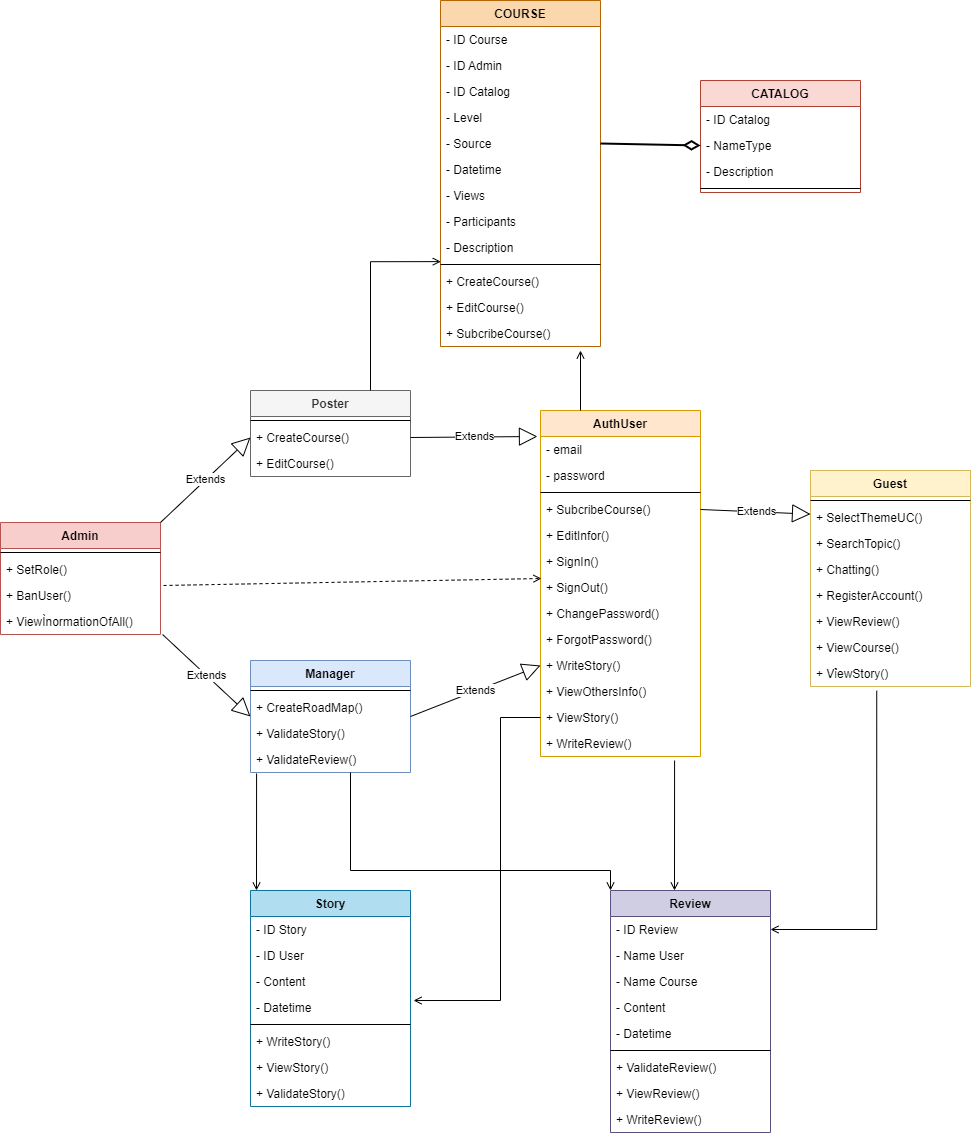 COURSE
- ID Course
- ID Admin
- ID Catalog
- Level
- Source
- Datetime
- Views
- Participants
- Description
+ CreateCourse()
+ EditCourse()
+ SubcribeCourse()
CATALOG
- ID Catalog
- NameType
- Description
Poster
+ CreateCourse()
+ EditCourse()
Extends
AuthUser
- email
- password
+ SubcribeCourse()
+ EditInfor()
+ SignIn()
+ SignOut()
+ ChangePassword()
+ ForgotPassword()
+ WriteStory()
+ ViewOthersInfo()
+ ViewStory()
+ WriteReview()
Extends
Guest
+ SelectThemeUC()
+ SearchTopic()
+ Chatting()
+ RegisterAccount()
+ ViewReview()
+ ViewCourse()
+ VỉewStory()
Extends
Admin
+ SetRole()
+ BanUser()
+ ViewÌnormationOfAll()
Extends
Manager
+ CreateRoadMap()
+ ValidateStory()
+ ValidateReview()
Extends
Story
- ID Story
- ID User
- Content
- Datetime
+ WriteStory()
+ ViewStory()
+ ValidateStory()
Review
- ID Review
- Name User
- Name Course
- Content
- Datetime
+ ValidateReview()
+ ViewReview()
+ WriteReview()